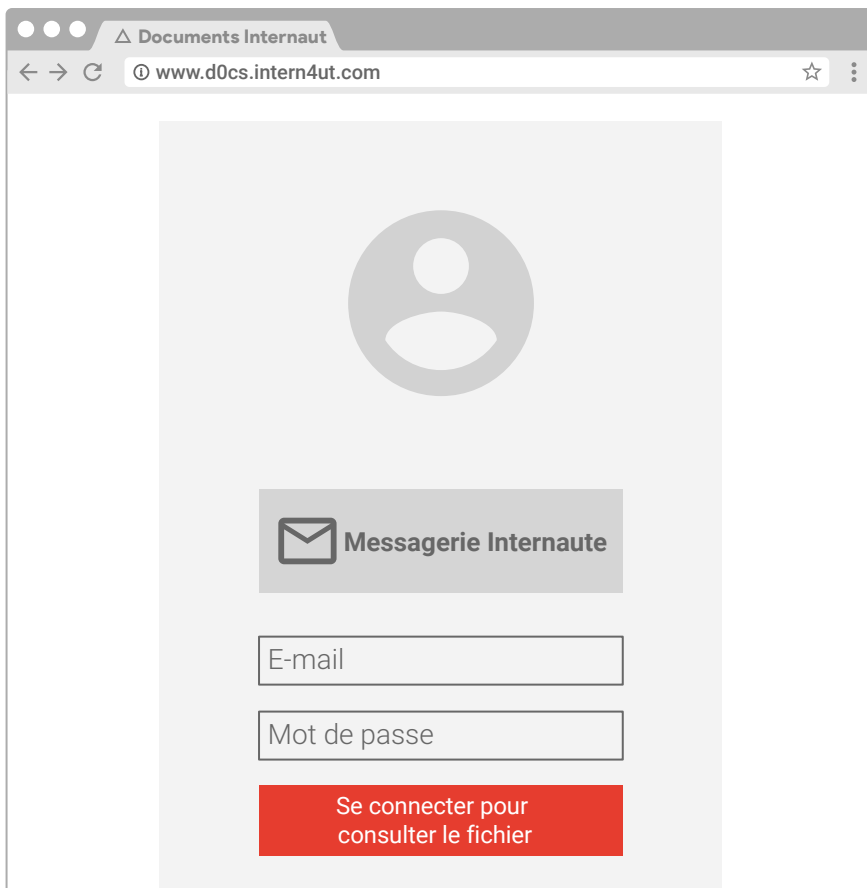 Documents Internaut
www.d0cs.intern4ut.com
Messagerie Internaute
E-mail
Mot de passe
Se connecter pour
consulter le fichier